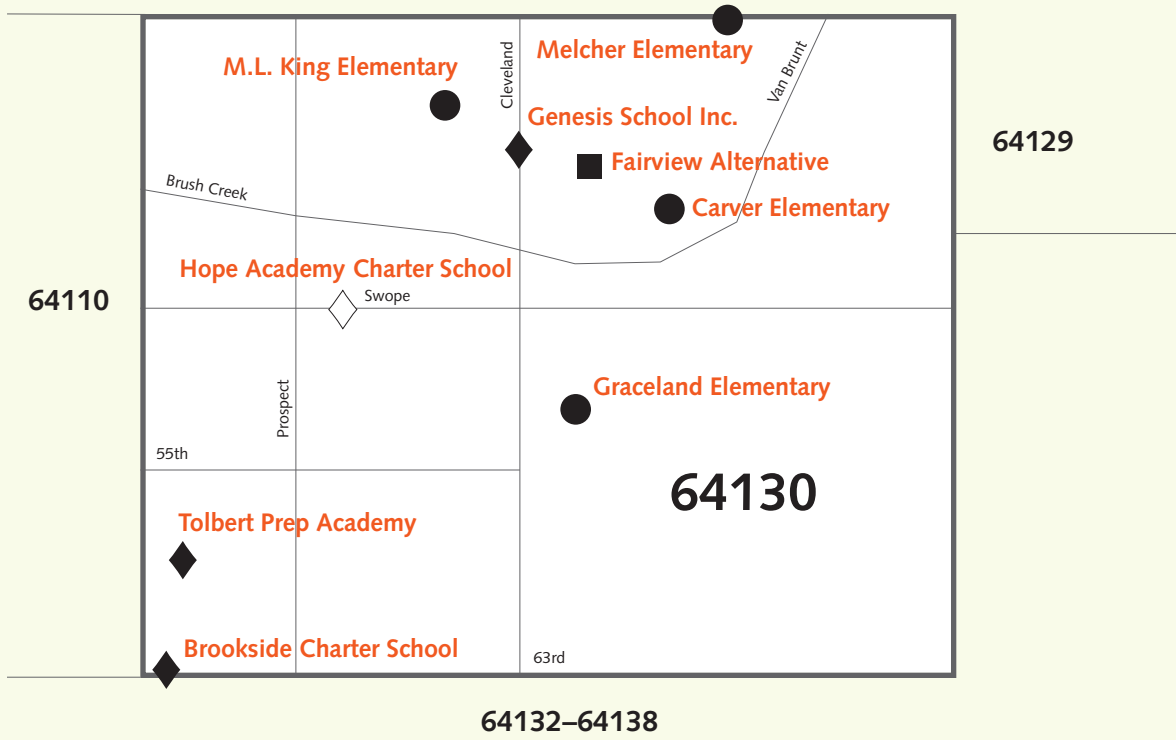 Melcher Elementary
M.L. King Elementary
Cleveland
Van Brunt
Genesis School Inc.
64129
Fairview Alternative
Brush Creek
Carver Elementary
Hope Academy Charter School
64110
Swope
Graceland Elementary
Prospect
55th
64130
Tolbert Prep Academy
Brookside Charter School
63rd
64132–64138